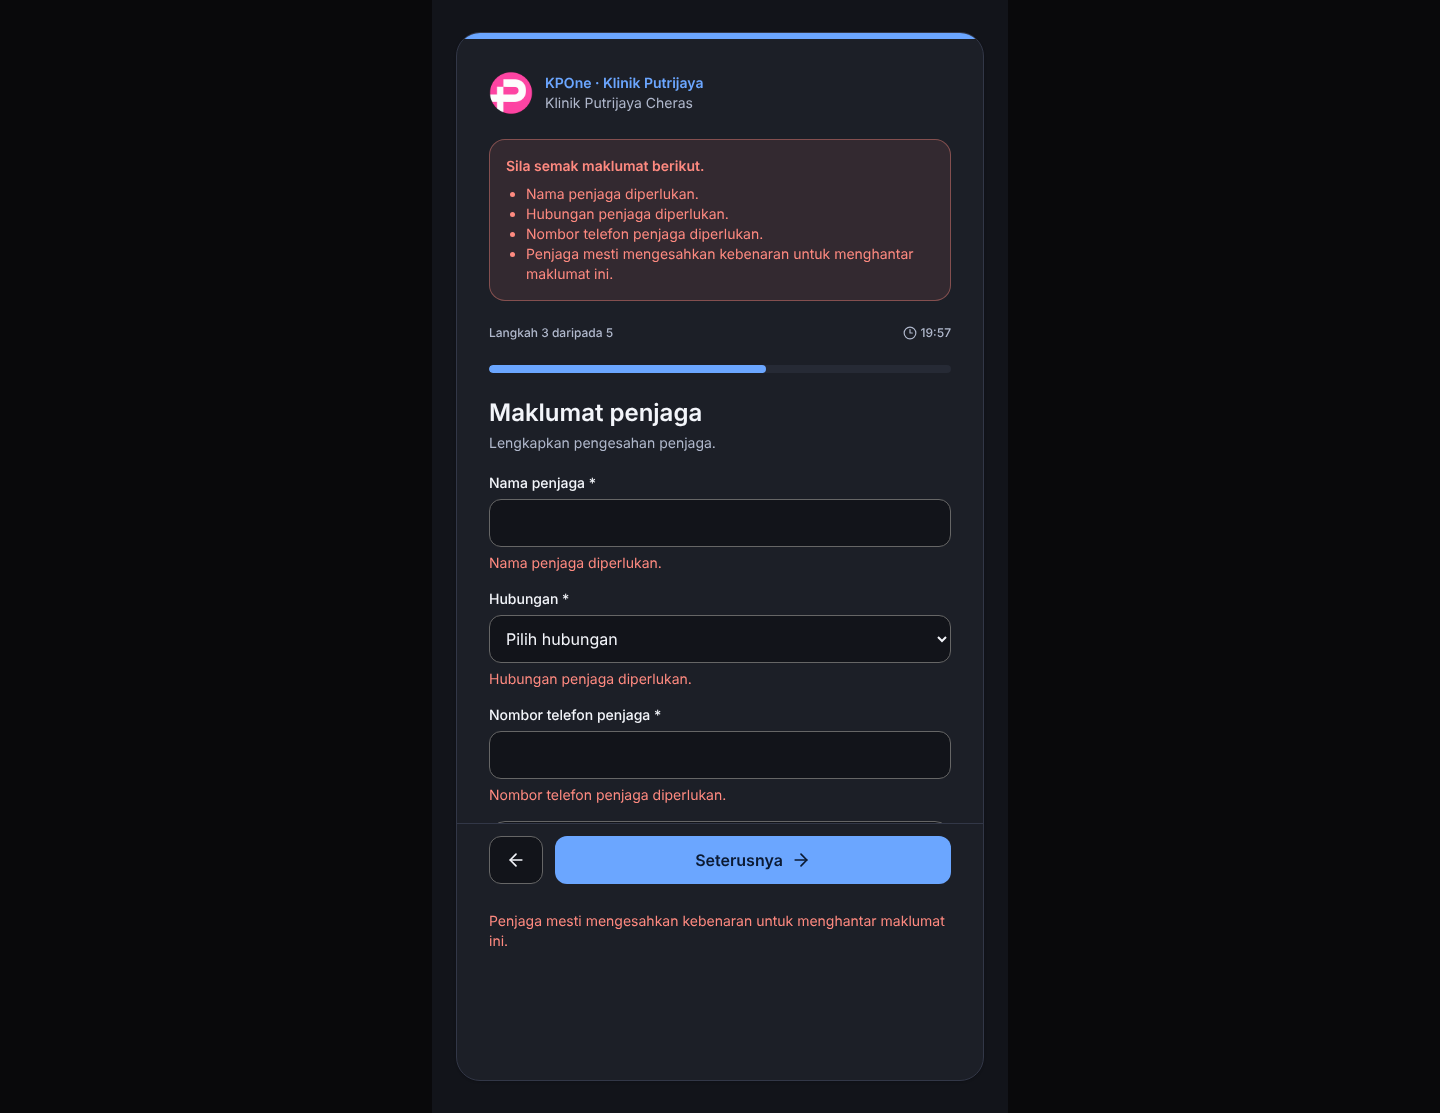 KPOne · Klinik Putrijaya
Klinik Putrijaya Cheras
Sila semak maklumat berikut.
• Nama penjaga diperlukan.
• Hubungan penjaga diperlukan.
• Nombor telefon penjaga diperlukan.
• Penjaga mesti mengesahkan kebenaran untuk menghantar
maklumat ini.
Langkah 3 daripada 5
19:57
Maklumat penjaga
Lengkapkan pengesahan penjaga.
Nama penjaga *
Nama penjaga diperlukan.
Hubungan *
Pilih hubungan
Hubungan penjaga diperlukan.
Nombor telefon penjaga *
Nombor telefon penjaga diperlukan.
Seterusnya
Penjaga mesti mengesahkan kebenaran untuk menghantar maklumat
ini.